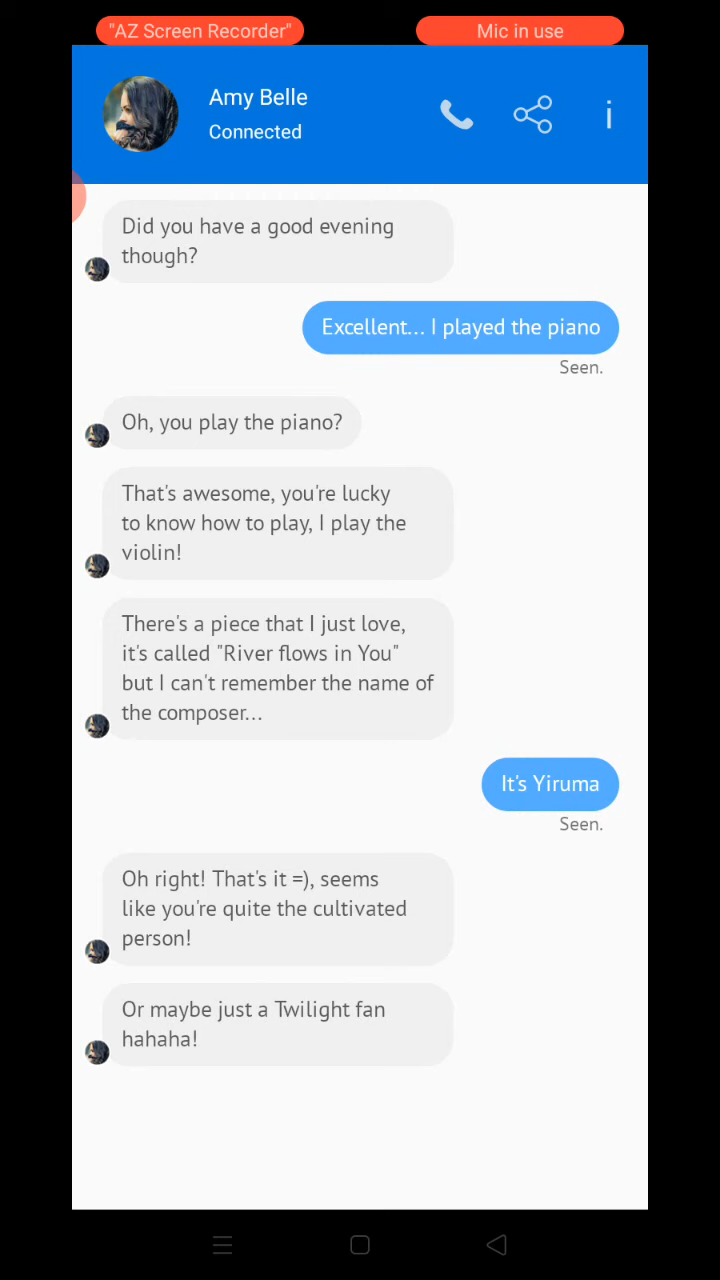 "AZ Screen Recorder" Mic in use
Amy Belle
Connected
Did you have a good evening
though?
Excellent... I played the piano
Seen.
Oh, you play the piano?
That's awesome, you're lucky
to know how to play, I play the
violin!
There's a piece that I just love,
it's called "River flows in You"
but I can't remember the name of
the composer...
It's Yiruma
Seen.
Oh right! That's it =), seems
like you're quite the cultivated
person!
Or maybe just a Twilight fan
hahaha!